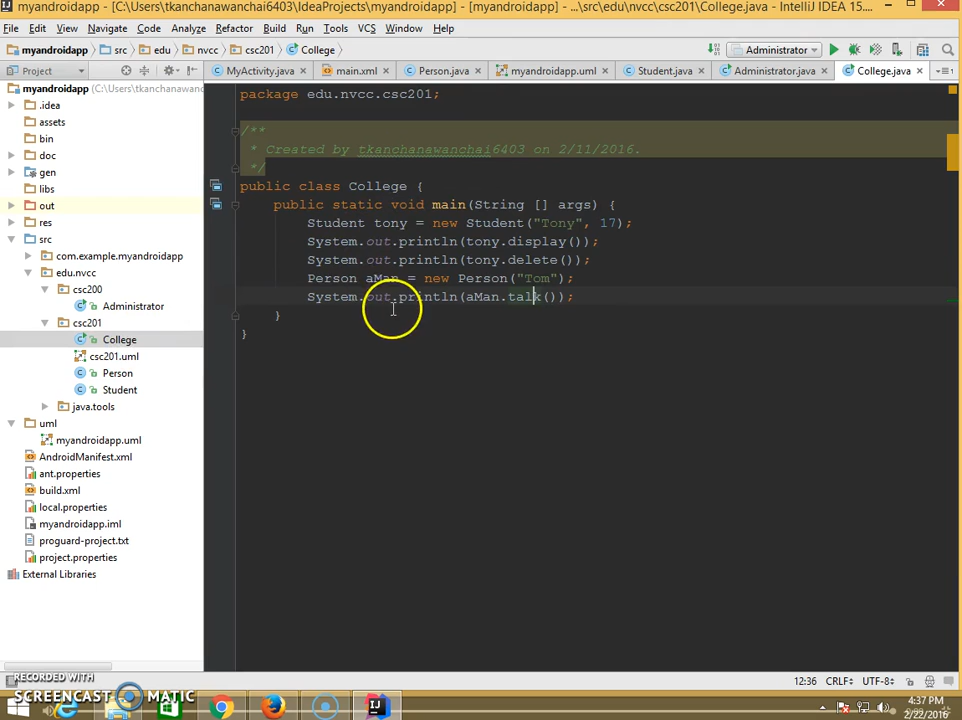 myandroidapp - [C:\Users\tkanchanawanchai6403\IdeaProjects\myandroidapp] - [myandroidapp] - ...\src\edu\nvcc\csc201\College.java - IntelliJ IDEA 15....
File Edit View Navigate Code Analyze Refactor Build Run Tools VCS Window Help
myandroidapp src edu nvcc csc201 College Administrator
Project MyActivity.java × main.xml × Person.java × myandroidapp.uml × Student.java × Administrator.java × College.java ×
myandroidapp (C:\Users\tkanchanawa
.idea
assets
bin
doc
gen
libs
out
res
src
com.example.myandroidapp
edu.nvcc
csc200
Administrator
csc201
College
csc201.uml
Person
Student
java.tools
uml
myandroidapp.uml
AndroidManifest.xml
ant.properties
build.xml
local.properties
myandroidapp.iml
proguard-project.txt
project.properties
External Libraries
package edu.nvcc.csc201;
/**
* Created by tkanchanawanchai6403 on 2/11/2016.
*/
public class College {
public static void main(String [] args) {
Student tony = new Student("Tony", 17);
System.out.println(tony.display());
System.out.println(tony.delete());
Person aMan = new Person("Tom");
System.out.println(aMan.talk());
}
}
12:36 CRLF÷ UTF-8÷
RECORDED WITH
SCREENCAST MATIC
4:37 PM
2/22/2016